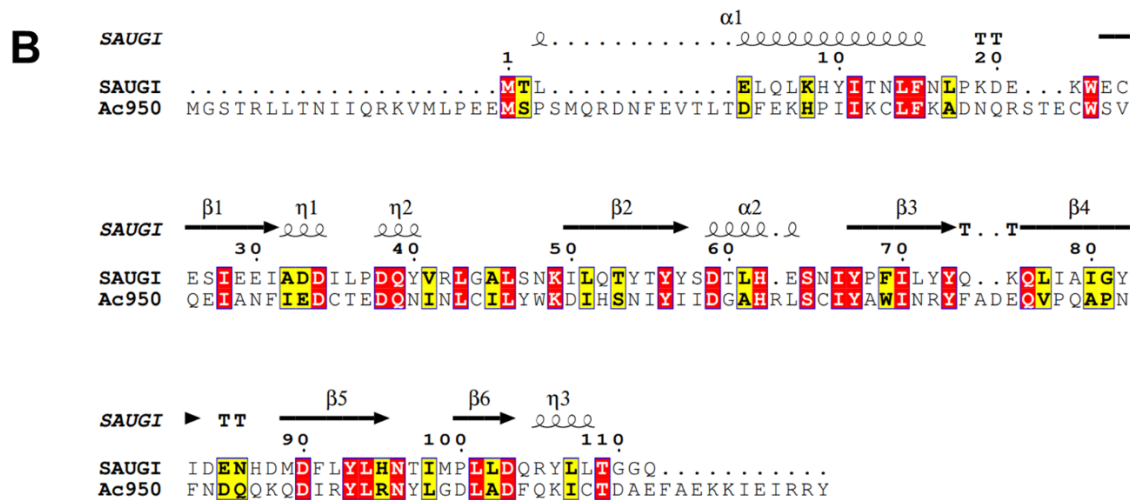 B
α1
SAUGI ............ TT
1 10 20
SAUGI ....................MTL............ELQLKHYITNLFNLPKDE...KWEC
Ac950 MGSTRLLTNIIQRKVMLPEEMSPSMQRDNFEVTLTDFEKHPIIKCLFKADNQRSTECWSV
β1 η1 η2 β2 α2 β3 β4
SAUGI . T..T
30 40 50 60 70 80
SAUGI ESIEEIADDILPDQYVRLGALSNKILQTYTYYSDTLH.ESNIYPFILYYQ..KQLIAIGY
Ac950 QEIANFIEDCTEDQNINLCILYWKDIHSNIYIIDGAHRLSCIYAWINRYFADEQVPQAPN
β5 β6 η3
SAUGI TT
90 100 110
SAUGI IDENHDMDFLYLHNTIMPLLDQRYLLTGGQ...........
Ac950 FNDQQKQDIRYLRNYLGDLADFQKICTDAEFAEKKIEIRRY